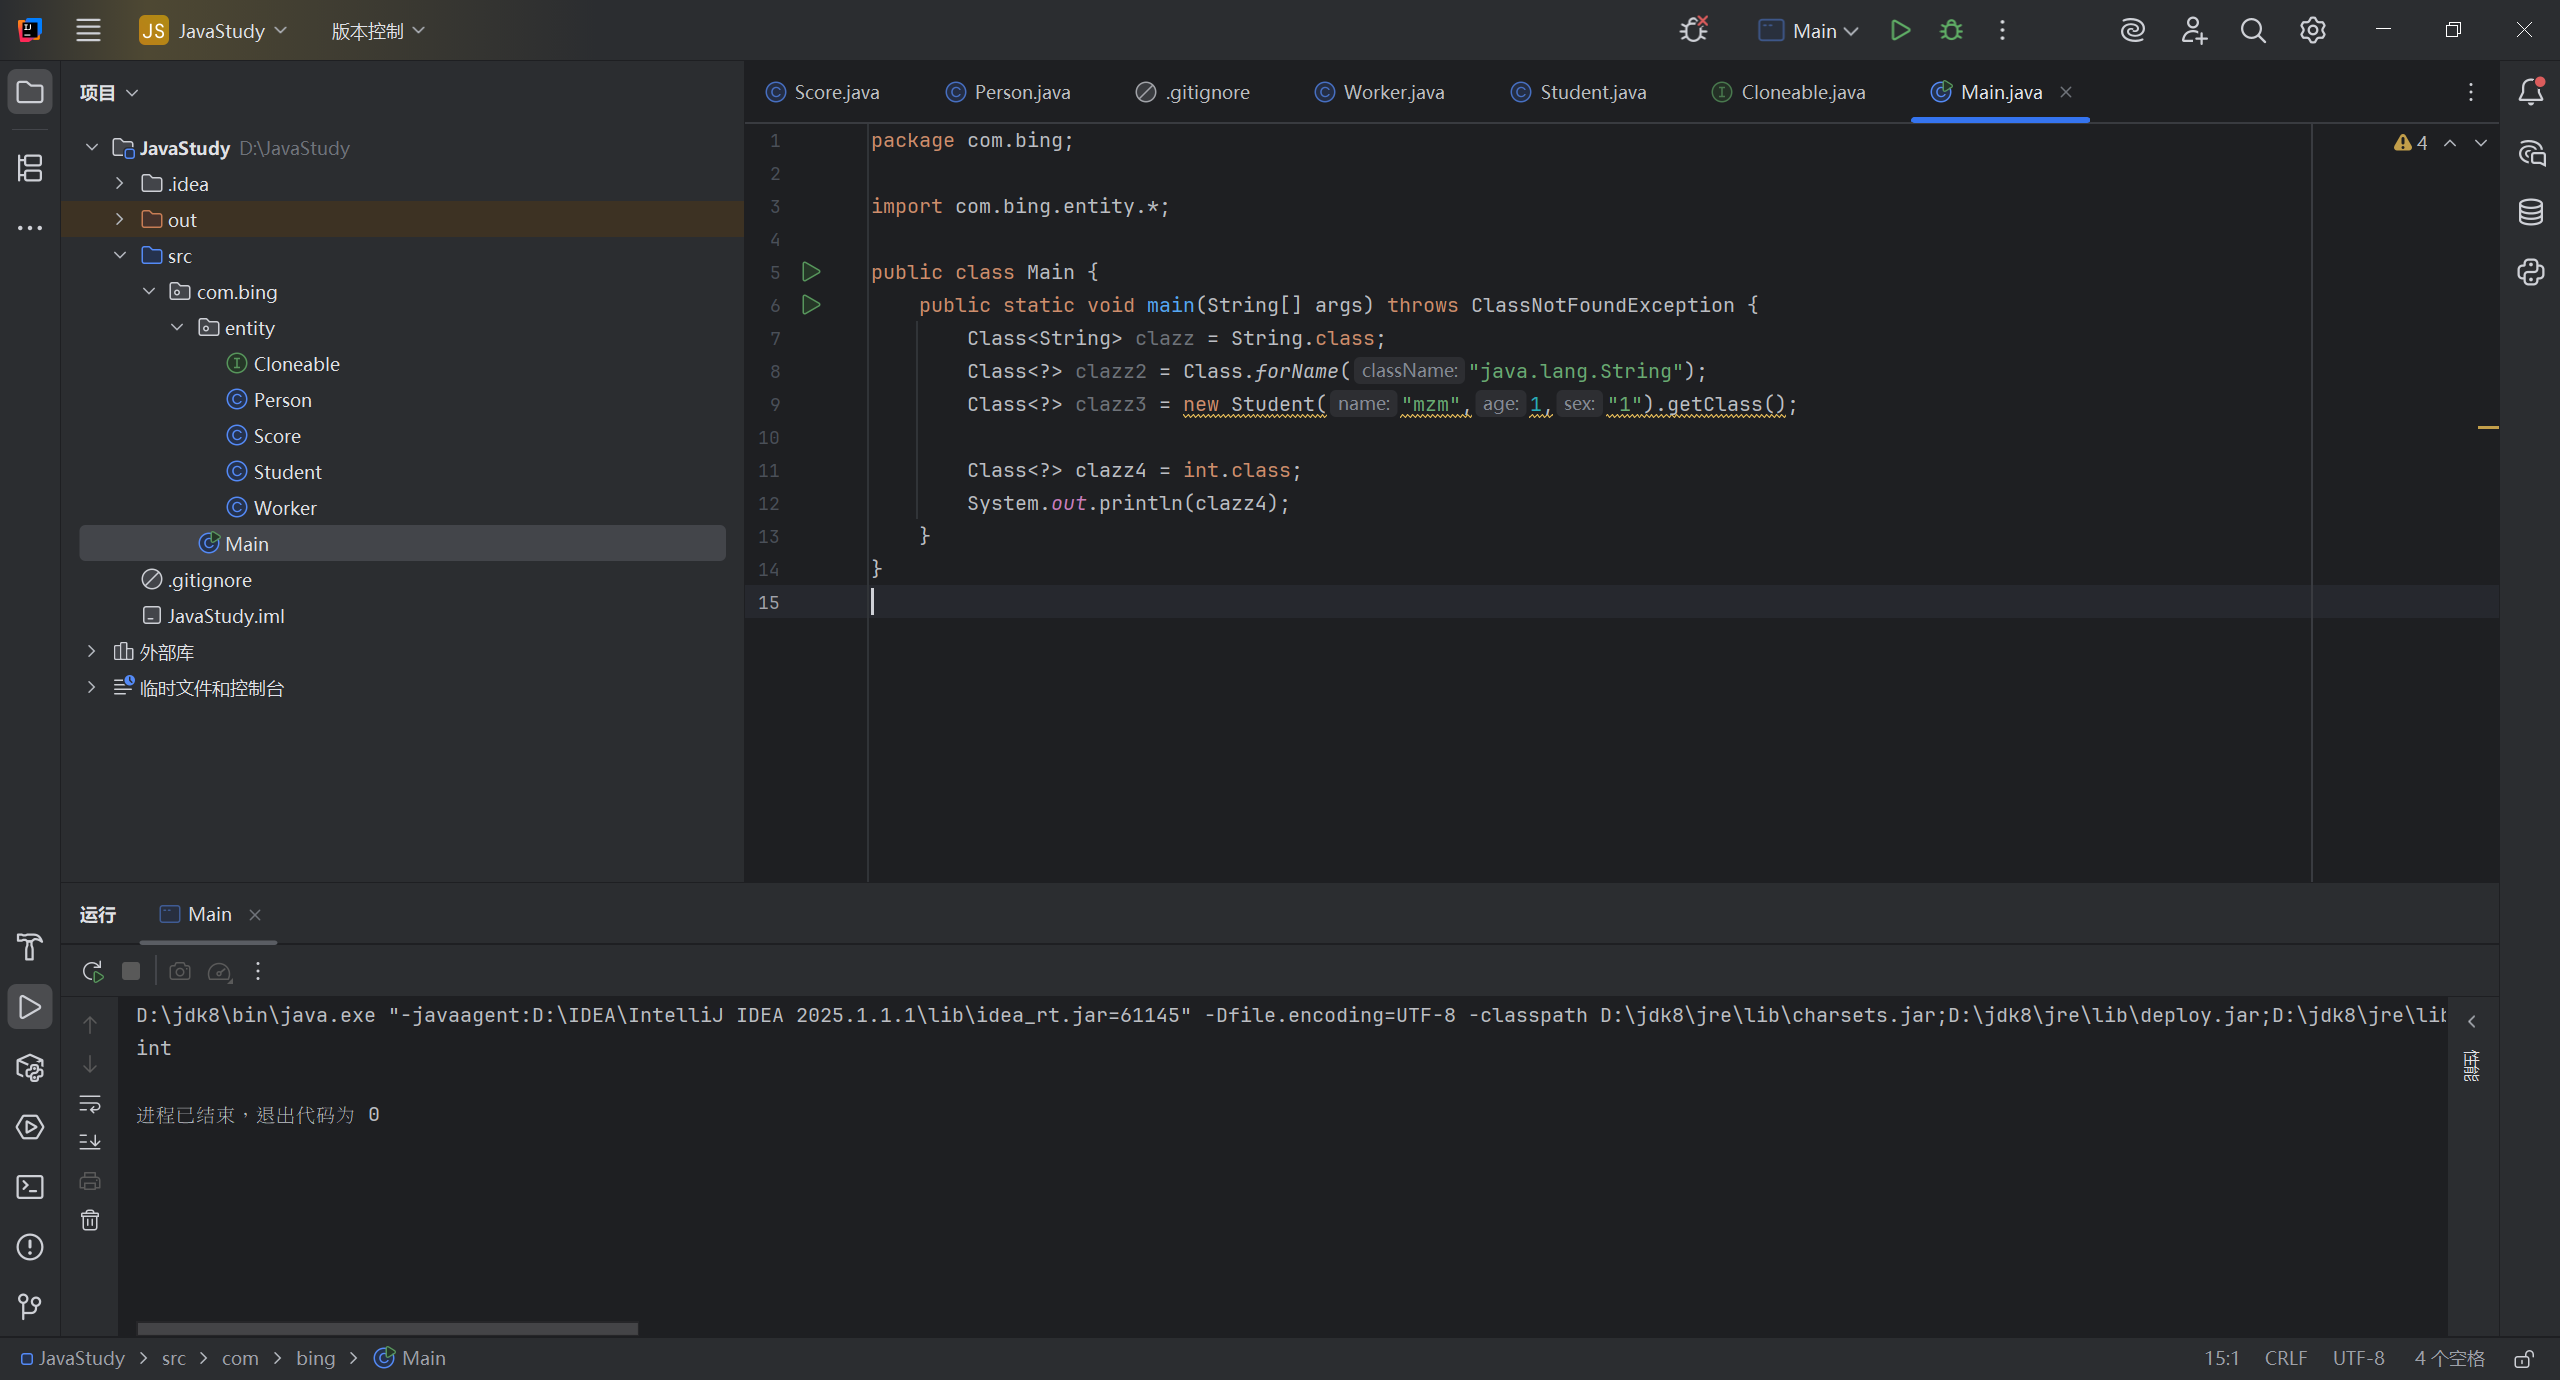 JS JavaStudy 版本控制 Main
项目
JavaStudy D:\JavaStudy
.idea
out
src
com.bing
entity
Cloneable
Person
Score
Student
Worker
Main
.gitignore
JavaStudy.iml
外部库
临时文件和控制台
Score.java Person.java .gitignore Worker.java Student.java Cloneable.java Main.java
4
1 package com.bing;
2
3 import com.bing.entity.*;
4
5 public class Main {
6 public static void main(String[] args) throws ClassNotFoundException {
7 Class<String> clazz = String.class;
8 Class<?> clazz2 = Class.forName( className: "java.lang.String");
9 Class<?> clazz3 = new Student( name: "mzm", age: 1, sex: "1").getClass();
10
11 Class<?> clazz4 = int.class;
12 System.out.println(clazz4);
13 }
14 }
15
运行 Main
D:\jdk8\bin\java.exe "-javaagent:D:\IDEA\IntelliJ IDEA 2025.1.1.1\lib\idea_rt.jar=61145" -Dfile.encoding=UTF-8 -classpath D:\jdk8\jre\lib\charsets.jar;D:\jdk8\jre\lib\deploy.jar;D:\jdk8\jre\lib
int
进程已结束，退出代码为 0
性能
JavaStudy > src > com > bing > Main
15:1 CRLF UTF-8 4 个空格